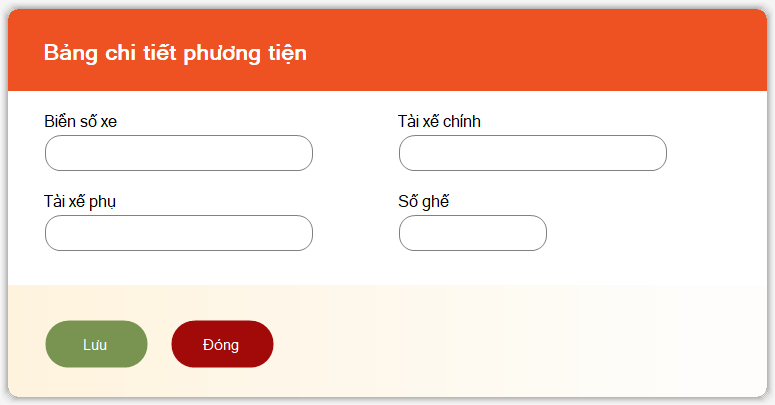 Bảng chi tiết phương tiện
Biển số xe
Tài xế chính
Tài xế phụ
Số ghế
Lưu
Đóng